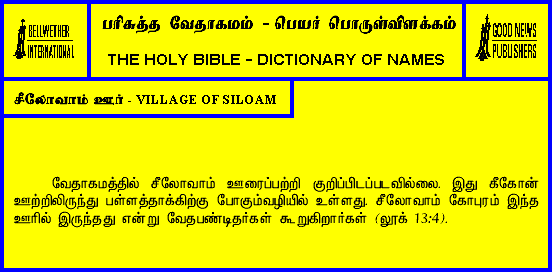 BELLWETHER
INTERNATIONAL
பரிசுத்த வேதாகமம் - பெயர் பொருள்விளக்கம்
THE HOLY BIBLE - DICTIONARY OF NAMES
GOOD NEWS
PUBLISHERS
சீலோவாம் ஊர் - VILLAGE OF SILOAM
வேதாகமத்தில் சீலோவாம் ஊரைப்பற்றி குறிப்பிடப்படவில்லை. இது கீகோன்
ஊற்றிலிருந்து பள்ளத்தாக்கிற்கு போகும்வழியில் உள்ளது. சீலோவாம் கோபுரம் இந்த
ஊரில் இருந்தது என்று வேதபண்டிதர்கள் கூறுகிறார்கள் (லூக் 13:4).